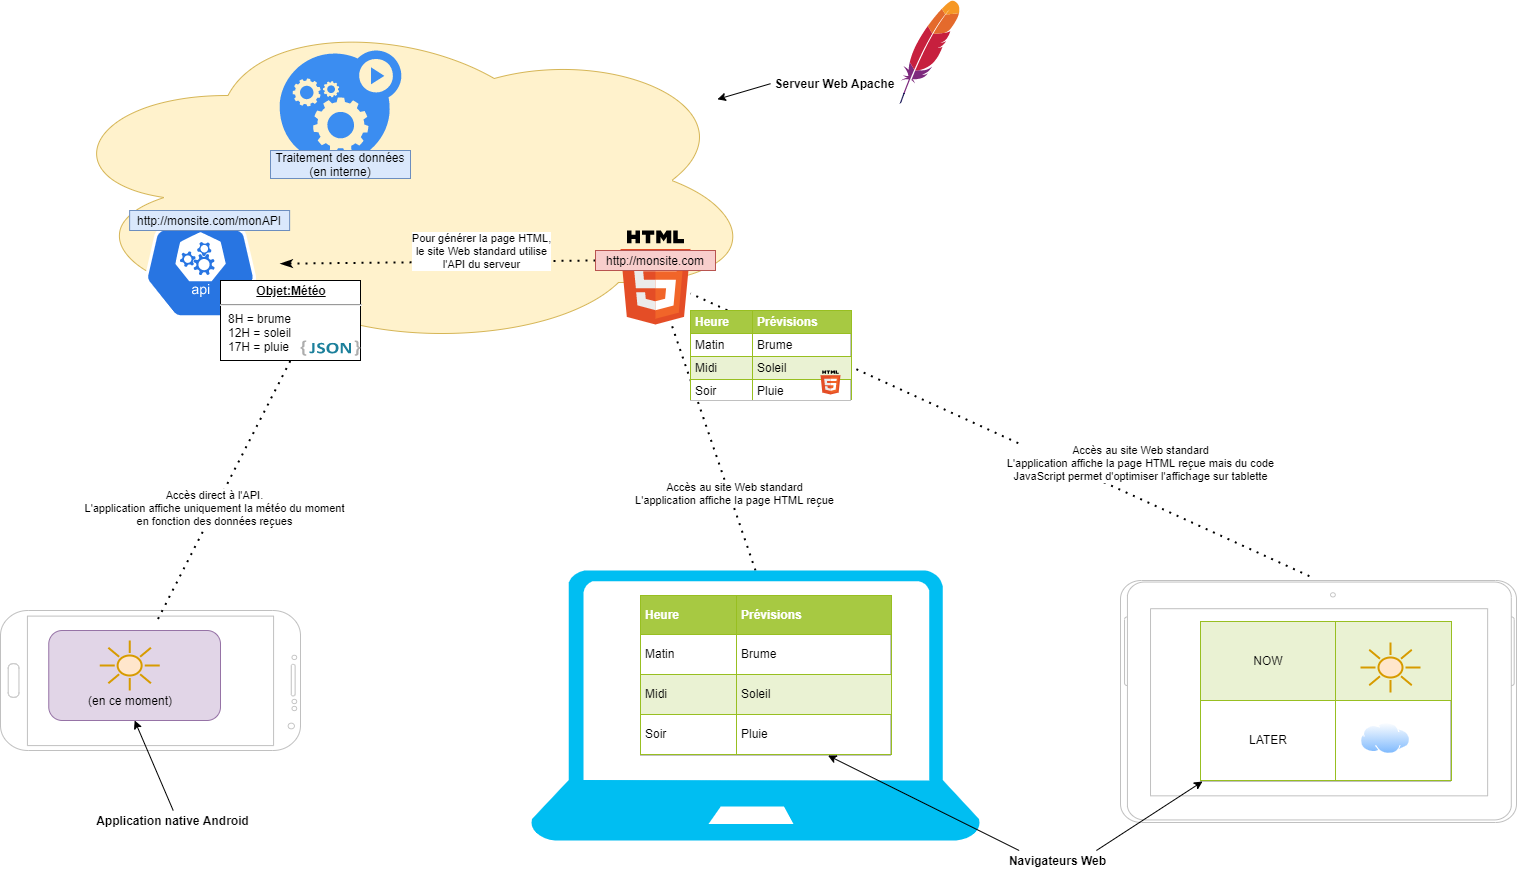 Serveur Web Apache
Traitement des données
(en interne)
http://monsite.com/monAPI
api
Objet:Météo
8H = brume
12H = soleil
17H = pluie
{JSON}
Pour générer la page HTML,
le site Web standard utilise
l'API du serveur
HTML
http://monsite.com
Heure Prévisions
Matin Brume
Midi Soleil
Soir Pluie
HTML
Accès direct à l'API.
L'application affiche uniquement la météo du moment
en fonction des données reçues
Accès au site Web standard
L'application affiche la page HTML reçue
Accès au site Web standard
L'application affiche la page HTML reçue mais du code
JavaScript permet d'optimiser l'affichage sur tablette
(en ce moment)
Application native Android
Heure Prévisions
Matin Brume
Midi Soleil
Soir Pluie
NOW
LATER
Navigateurs Web